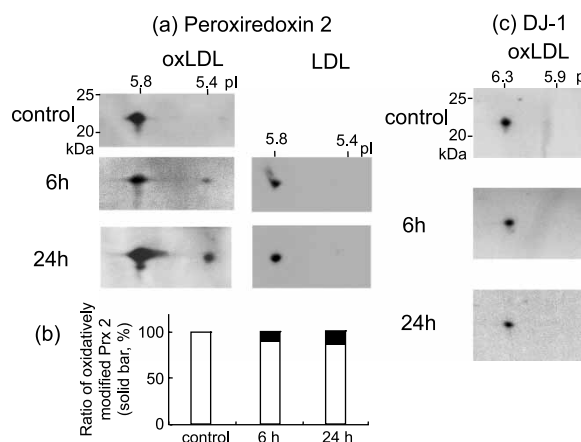 (a) Peroxiredoxin 2
oxLDL
LDL
5.8 5.4 pI
25
control
20
kDa
5.8 5.4 pI
6h
24h
(b)
Ratio of oxidatively
modified Prx 2
(solid bar, %)
100
50
0
control 6 h 24 h
(c) DJ-1
oxLDL
6.3 5.9 p
25
control
20
kDa
6h
24h